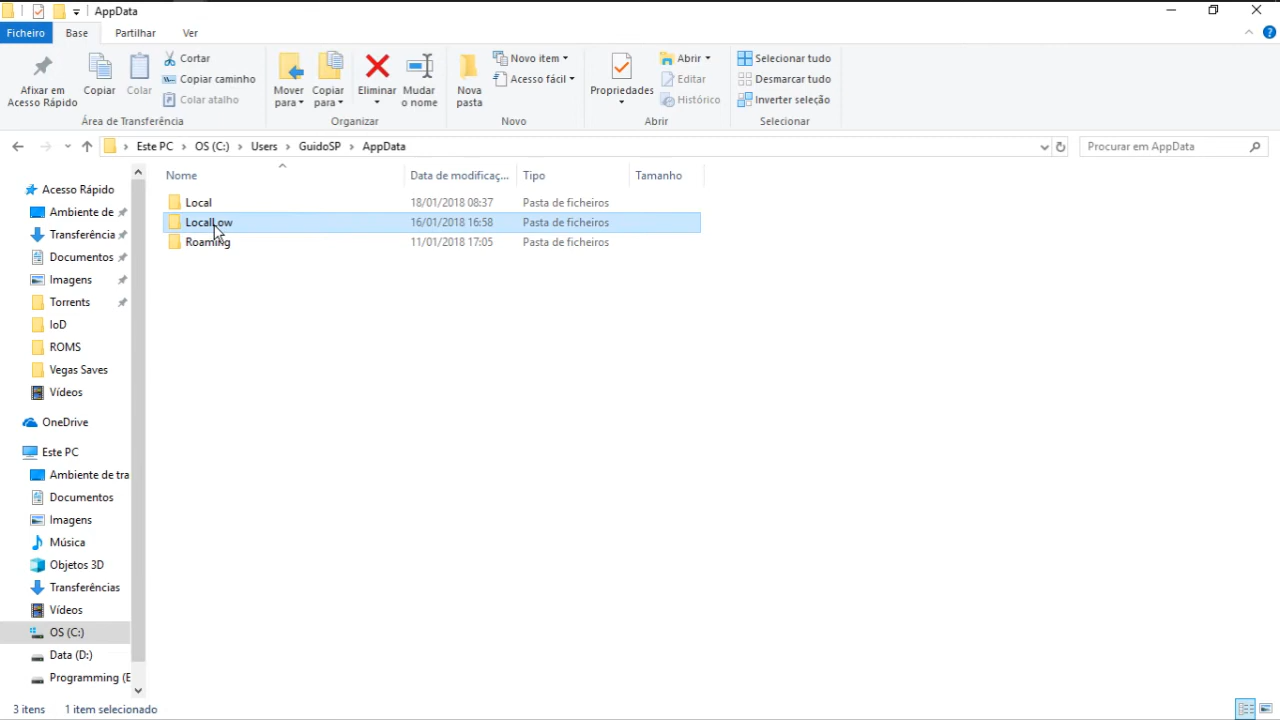 AppData
Ficheiro Base Partilhar Ver
Afixar em Acesso Rápido
Copiar
Colar
Cortar
Copiar caminho
Colar atalho
Área de Transferência
Mover para
Copiar para
Eliminar
Mudar o nome
Organizar
Nova pasta
Novo item
Acesso fácil
Novo
Propriedades
Abrir
Editar
Histórico
Abrir
Selecionar tudo
Desmarcar tudo
Inverter seleção
Selecionar
Este PC › OS (C:) › Users › GuidoSP › AppData
Procurar em AppData
Nome Data de modificaç... Tipo Tamanho
Local 18/01/2018 08:37 Pasta de ficheiros
LocalLow 16/01/2018 16:58 Pasta de ficheiros
Roaming 11/01/2018 17:05 Pasta de ficheiros
Acesso Rápido
Ambiente de
Transferência
Documentos
Imagens
Torrents
IoD
ROMS
Vegas Saves
Vídeos
OneDrive
Este PC
Ambiente de tra
Documentos
Imagens
Música
Objetos 3D
Transferências
Vídeos
OS (C:)
Data (D:)
Programming (E
3 itens 1 item selecionado